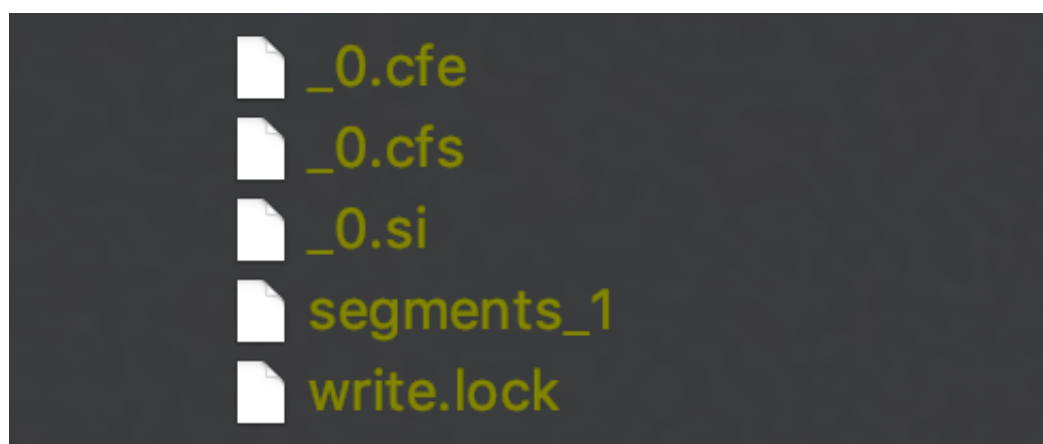 _0.cfe
_0.cfs
_0.si
segments_1
write.lock